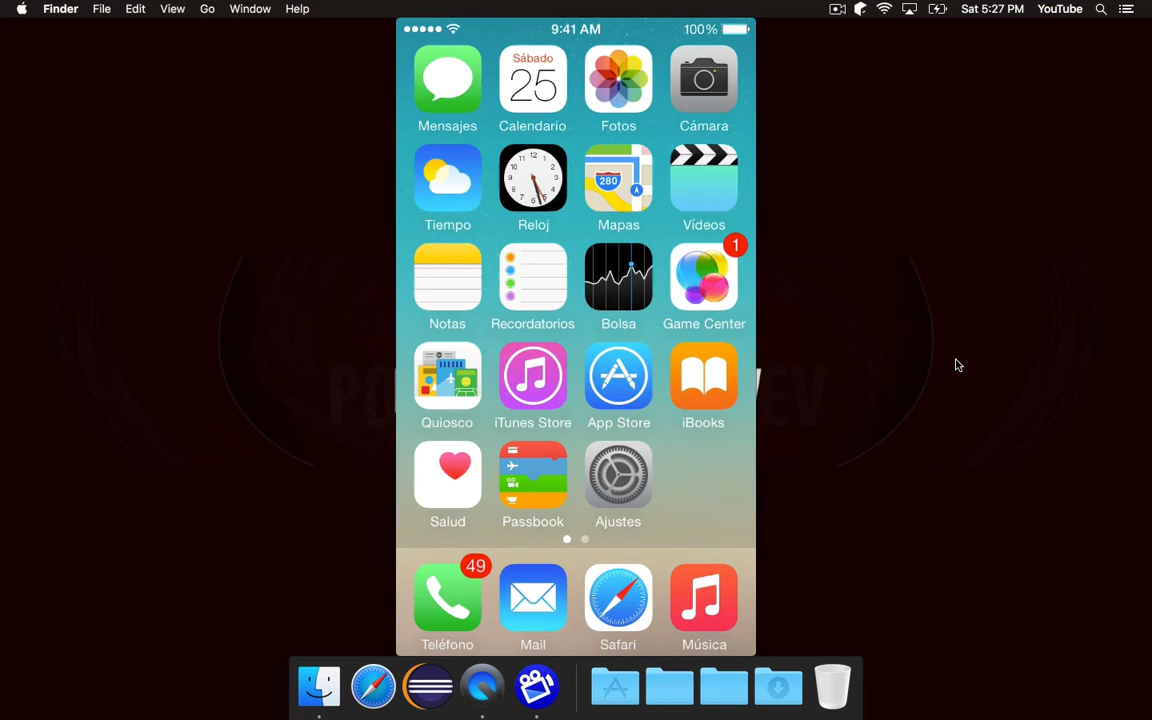 Finder File Edit View Go Window Help Sat 5:27 PM YouTube
9:41 AM 100%
Sábado
25
Mensajes Calendario Fotos Cámara
12
280
Tiempo Reloj Mapas Vídeos
1
Notas Recordatorios Bolsa Game Center
Quiosco iTunes Store App Store iBooks
Salud Passbook Ajustes
49
Teléfono Mail Safari Música